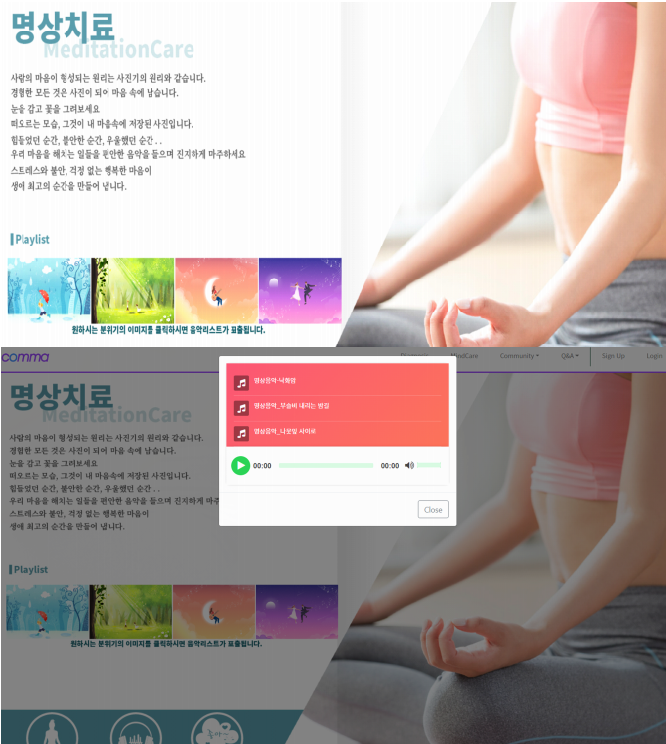 명상치료
MeditationCare
사람의 마음이 형성되는 원리는 사진기의 원리와 같습니다.
경험한 모든 것은 사진이 되어 마음 속에 남습니다.
눈을 감고 꽃을 그려보세요
떠오르는 모습, 그것이 내 마음속에 저장된 사진입니다.
힘들었던 순간, 불안한 순간, 우울했던 순간 . .
우리 마음을 해치는 일들을 편안한 음악을 들으며 진지하게 마주하세요
스트레스와 불안, 걱정 없는 행복한 마음이
생애 최고의 순간을 만들어 냅니다.
Playlist
원하시는 분위기의 이미지를 클릭하시면 음악리스트가 표출됩니다.
comma
MindCare
Community
Q&A
Sign Up
Login
명상음악-낙화암
명상음악_부슬비 내리는 밤길
명상음악_나뭇잎 사이로
00:00
00:00
Close
명상치료
MeditationCare
사람의 마음이 형성되는 원리는 사진기의 원리와 같습니다.
경험한 모든 것은 사진이 되어 마음 속에 남습니다.
눈을 감고 꽃을 그려보세요
떠오르는 모습, 그것이 내 마음속에 저장된 사진입니다.
힘들었던 순간, 불안한 순간, 우울했던 순간 . .
우리 마음을 해치는 일들을 편안한 음악을 들으며 진지하게 마주
스트레스와 불안, 걱정 없는 행복한 마음이
생애 최고의 순간을 만들어 냅니다.
Playlist
원하시는 분위기의 이미지를 클릭하시면 음악리스트가 표출됩니다.